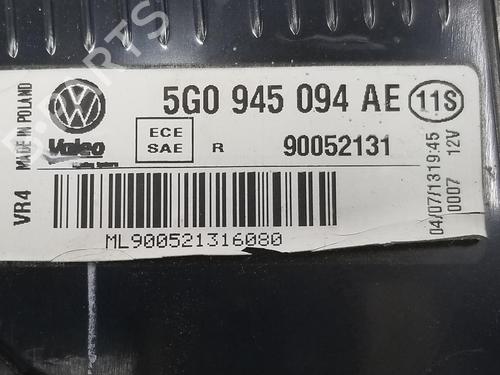 5G0 945 094 AE 11S
MADE IN POLAND
Valeo
ECE
SAE R 90052131
VR4
ML900521316080
04/07/13 19:45
0007 12V